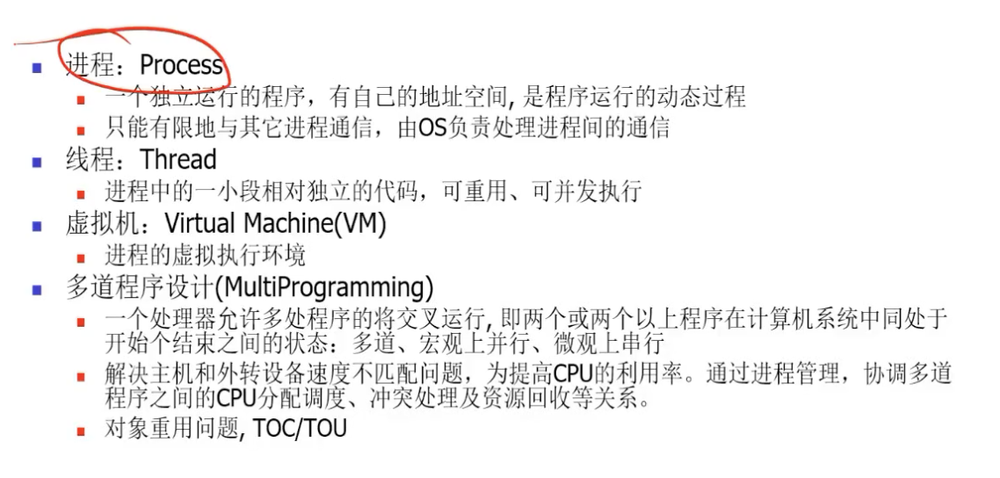 进程：Process
一个独立运行的程序，有自己的地址空间, 是程序运行的动态过程
只能有限地与其它进程通信，由OS负责处理进程间的通信
线程：Thread
进程中的一小段相对独立的代码，可重用、可并发执行
虚拟机：Virtual Machine(VM)
进程的虚拟执行环境
多道程序设计(MultiProgramming)
一个处理器允许多处程序的将交叉运行, 即两个或两个以上程序在计算机系统中同处于
开始个结束之间的状态：多道、宏观上并行、微观上串行
解决主机和外转设备速度不匹配问题，为提高CPU的利用率。通过进程管理，协调多道
程序之间的CPU分配调度、冲突处理及资源回收等关系。
对象重用问题, TOC/TOU